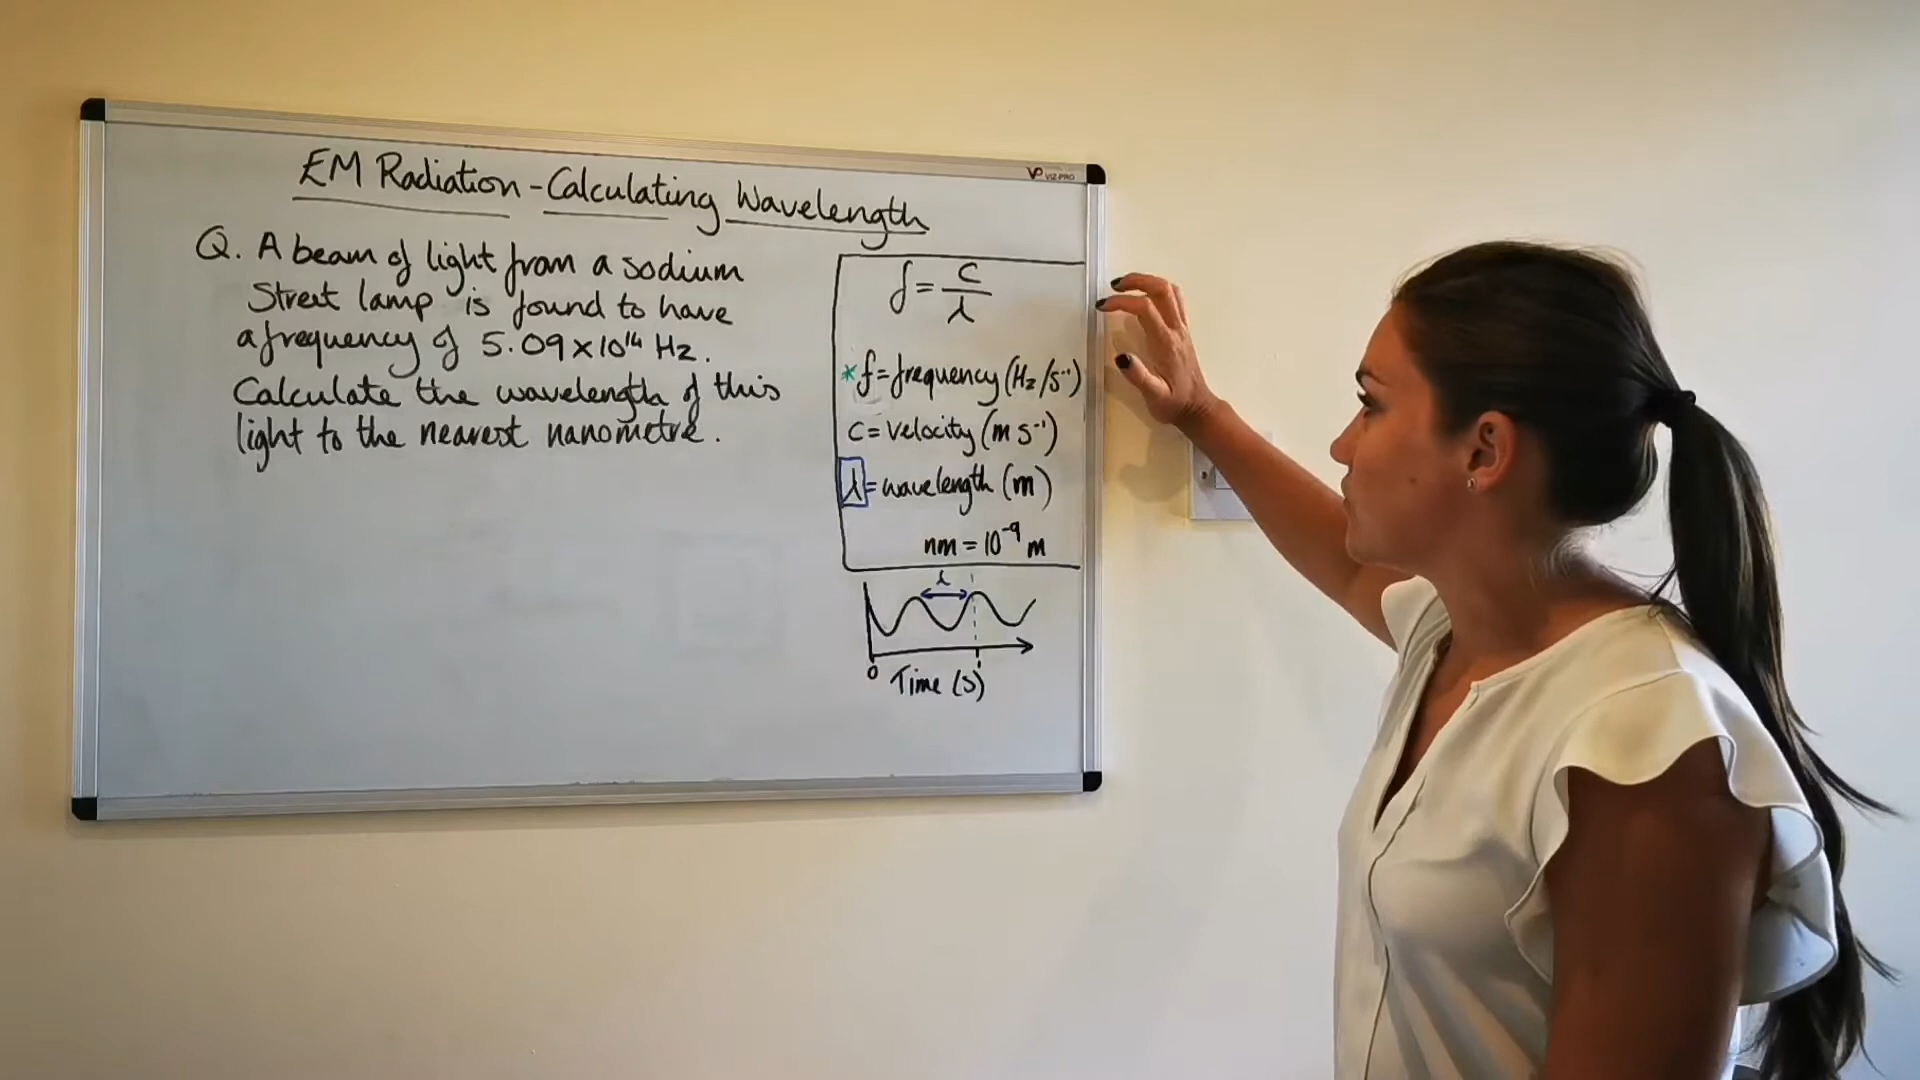 VP VIZ-PRO
EM Radiation - Calculating Wavelength
Q. A beam of light from a sodium
Street lamp is found to have
a frequency of 5.09 x 10¹⁴ Hz.
Calculate the wavelength of this
light to the nearest nanometre.
f = c/λ
* f = frequency (Hz/s⁻¹)
c = velocity (m s⁻¹)
λ = wavelength (m)
nm = 10⁻⁹ m
λ
0 Time (s)